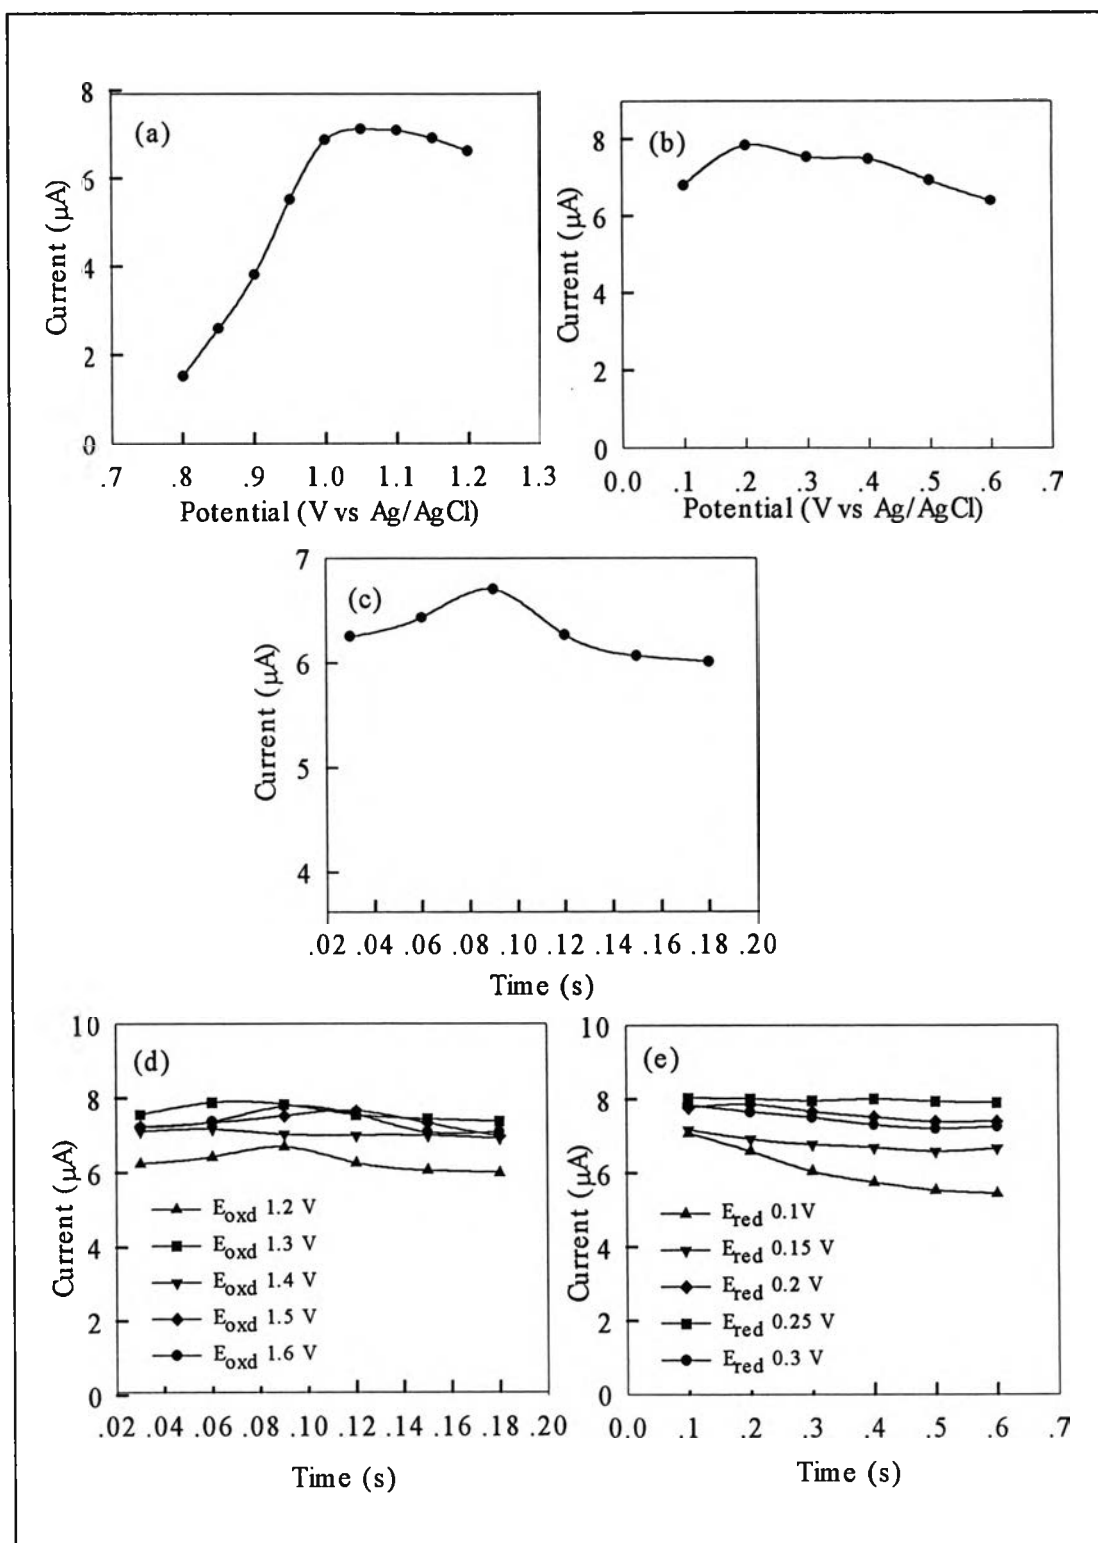 8
(a)
6
4
2
0
Current (μA)
.7 .8 .9 1.0 1.1 1.2 1.3
Potential (V vs Ag/AgCl)
8
(b)
6
4
2
0
Current (μA)
0.0 .1 .2 .3 .4 .5 .6 .7
Potential (V vs Ag/AgCl)
7
(c)
6
5
4
Current (μA)
.02 .04 .06 .08 .10 .12 .14 .16 .18 .20
Time (s)
10
(d)
8
6
4
2
0
Current (μA)
Eoxd 1.2 V
Eoxd 1.3 V
Eoxd 1.4 V
Eoxd 1.5 V
Eoxd 1.6 V
.02 .04 .06 .08 .10 .12 .14 .16 .18 .20
Time (s)
10
(e)
8
6
4
2
0
Current (μA)
Ered 0.1V
Ered 0.15 V
Ered 0.2 V
Ered 0.25 V
Ered 0.3 V
0.0 .1 .2 .3 .4 .5 .6 .7
Time (s)